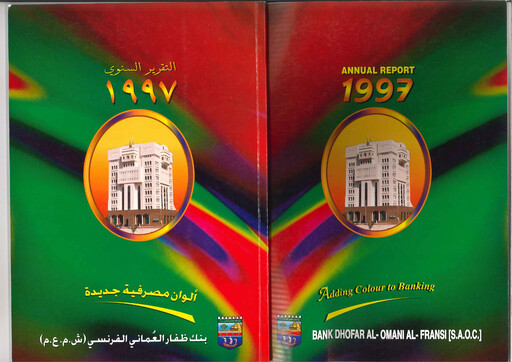 التقرير السنوي
١٩٩٧
ألوان مصرفية جديدة
بنك ظفار العُماني الفرنسي (ش.م.ع.م)
ANNUAL REPORT
1997
Adding Colour to Banking
BANK DHOFAR AL- OMANI AL- FRANSI [S.A.O.C.]